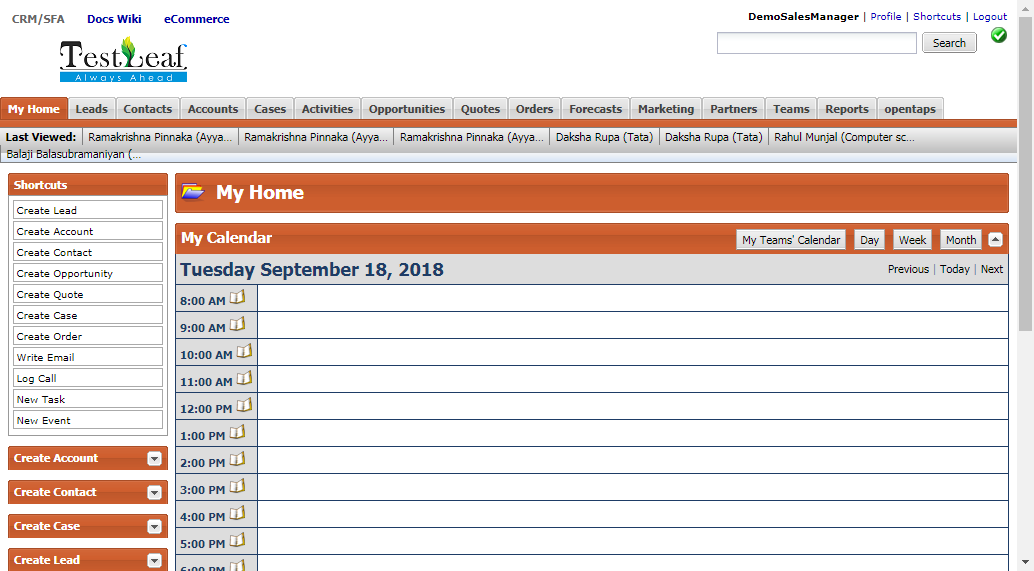 CRM/SFA Docs Wiki eCommerce
DemoSalesManager | Profile | Shortcuts | Logout
Search
TestLeaf
Always Ahead
My Home Leads Contacts Accounts Cases Activities Opportunities Quotes Orders Forecasts Marketing Partners Teams Reports opentaps
Last Viewed: Ramakrishna Pinnaka (Ayya... Ramakrishna Pinnaka (Ayya... Ramakrishna Pinnaka (Ayya... Daksha Rupa (Tata) Daksha Rupa (Tata) Rahul Munjal (Computer sc...
Balaji Balasubramaniyan (...
Shortcuts
Create Lead
Create Account
Create Contact
Create Opportunity
Create Quote
Create Case
Create Order
Write Email
Log Call
New Task
New Event
Create Account
Create Contact
Create Case
Create Lead
My Home
My Calendar
My Teams' Calendar Day Week Month
Tuesday September 18, 2018
Previous | Today | Next
8:00 AM
9:00 AM
10:00 AM
11:00 AM
12:00 PM
1:00 PM
2:00 PM
3:00 PM
4:00 PM
5:00 PM
6:00 PM